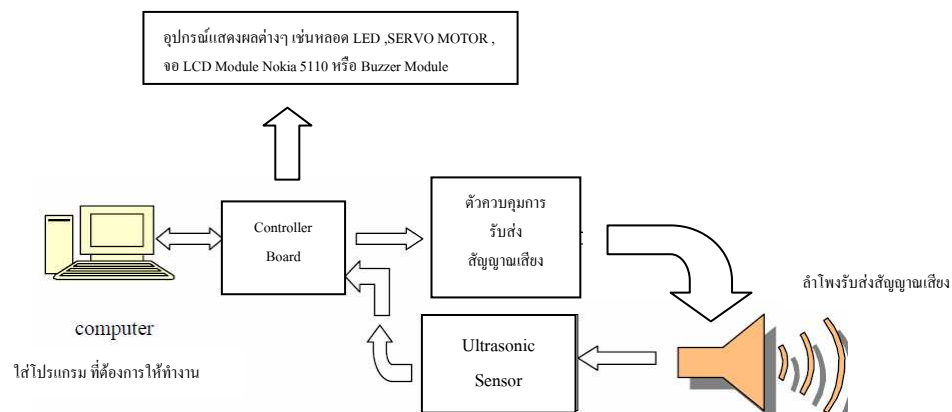 อุปกรณ์แสดงผลต่างๆ เช่นหลอด LED ,SERVO MOTOR ,
จอ LCD Module Nokia 5110 หรือ Buzzer Module
Controller
Board
ตัวควบคุมการ
รับส่ง
สัญญาณเสียง
ลำโพงรับส่งสัญญาณเสียง
computer
ใส่โปรแกรม ที่ต้องการให้ทำงาน
Ultrasonic
Sensor